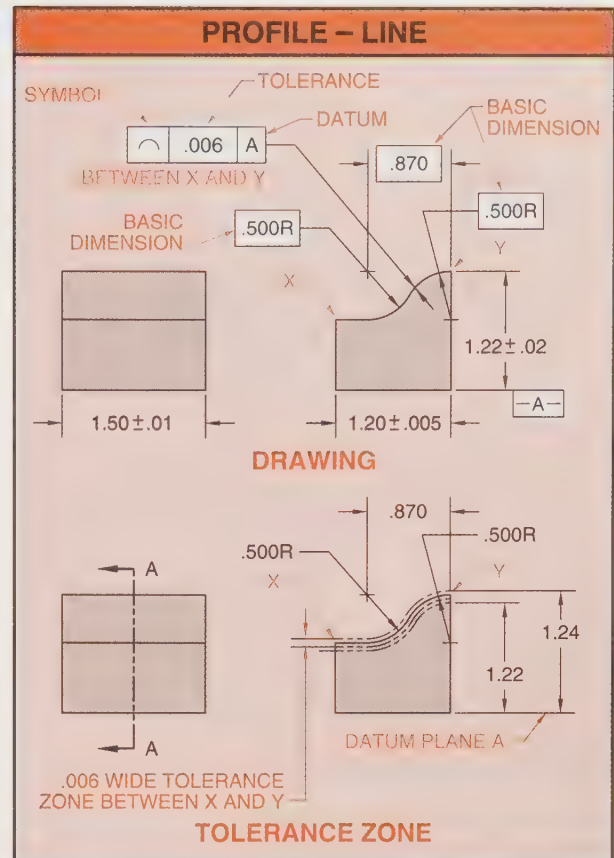 PROFILE – LINE
SYMBOL
TOLERANCE
DATUM
BASIC
DIMENSION
⌒ .006 A
BETWEEN X AND Y
.870
BASIC
DIMENSION
.500R
.500R
X
Y
1.22±.02
–A–
1.50±.01
1.20±.005
DRAWING
.870
.500R
.500R
X
Y
A
A
1.24
1.22
DATUM PLANE A
.006 WIDE TOLERANCE
ZONE BETWEEN X AND Y
TOLERANCE ZONE